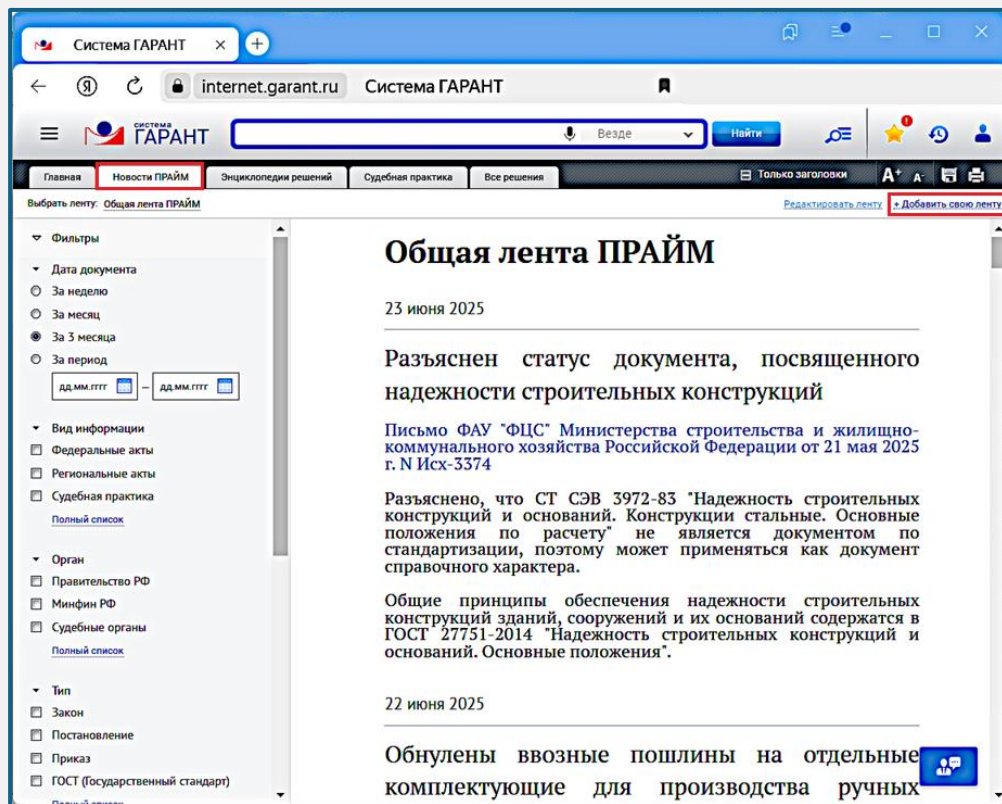 Система ГАРАНТ
internet.garant.ru Система ГАРАНТ
система
ГАРАНТ
Везде
Найти
Главная
Новости ПРАЙМ
Энциклопедии решений
Судебная практика
Все решения
Только заголовки
А+ А-
Выбрать ленту: Общая лента ПРАЙМ
Редактировать ленту
+ Добавить свою ленту
Фильтры
Дата документа
За неделю
За месяц
За 3 месяца
За период
дд.мм.гггг – дд.мм.гггг
Вид информации
Федеральные акты
Региональные акты
Судебная практика
Полный список
Орган
Правительство РФ
Минфин РФ
Судебные органы
Полный список
Тип
Закон
Постановление
Приказ
ГОСТ (Государственный стандарт)
Полный список
Общая лента ПРАЙМ
23 июня 2025
Разъяснен статус документа, посвященного
надежности строительных конструкций
Письмо ФАУ "ФЦС" Министерства строительства и жилищно-
коммунального хозяйства Российской Федерации от 21 мая 2025
г. N Исх-3374
Разъяснено, что СТ СЭВ 3972-83 "Надежность строительных
конструкций и оснований. Конструкции стальные. Основные
положения по расчету" не является документом по
стандартизации, поэтому может применяться как документ
справочного характера.
Общие принципы обеспечения надежности строительных
конструкций зданий, сооружений и их оснований содержатся в
ГОСТ 27751-2014 "Надежность строительных конструкций и
оснований. Основные положения".
22 июня 2025
Обнулены ввозные пошлины на отдельные
комплектующие для производства ручных